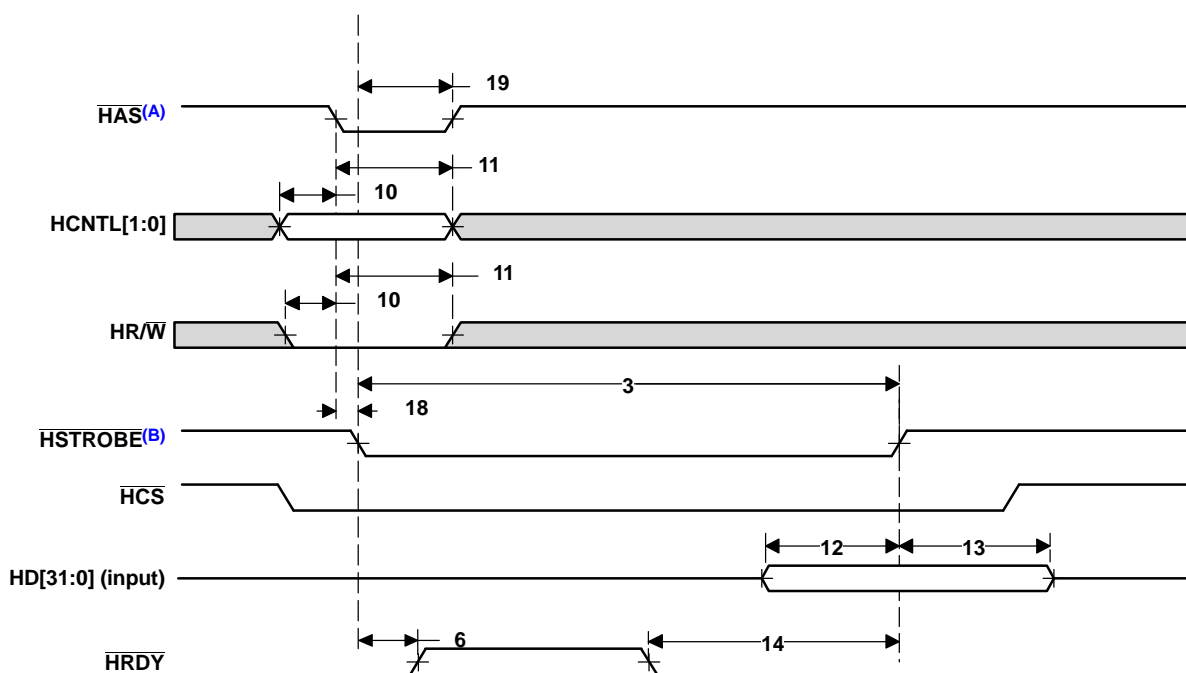 19
HAS(A)
11
10
HCNTL[1:0]
11
10
HR/W
3
18
HSTROBE(B)
HCS
12 13
HD[31:0] (input)
6 14
HRDY